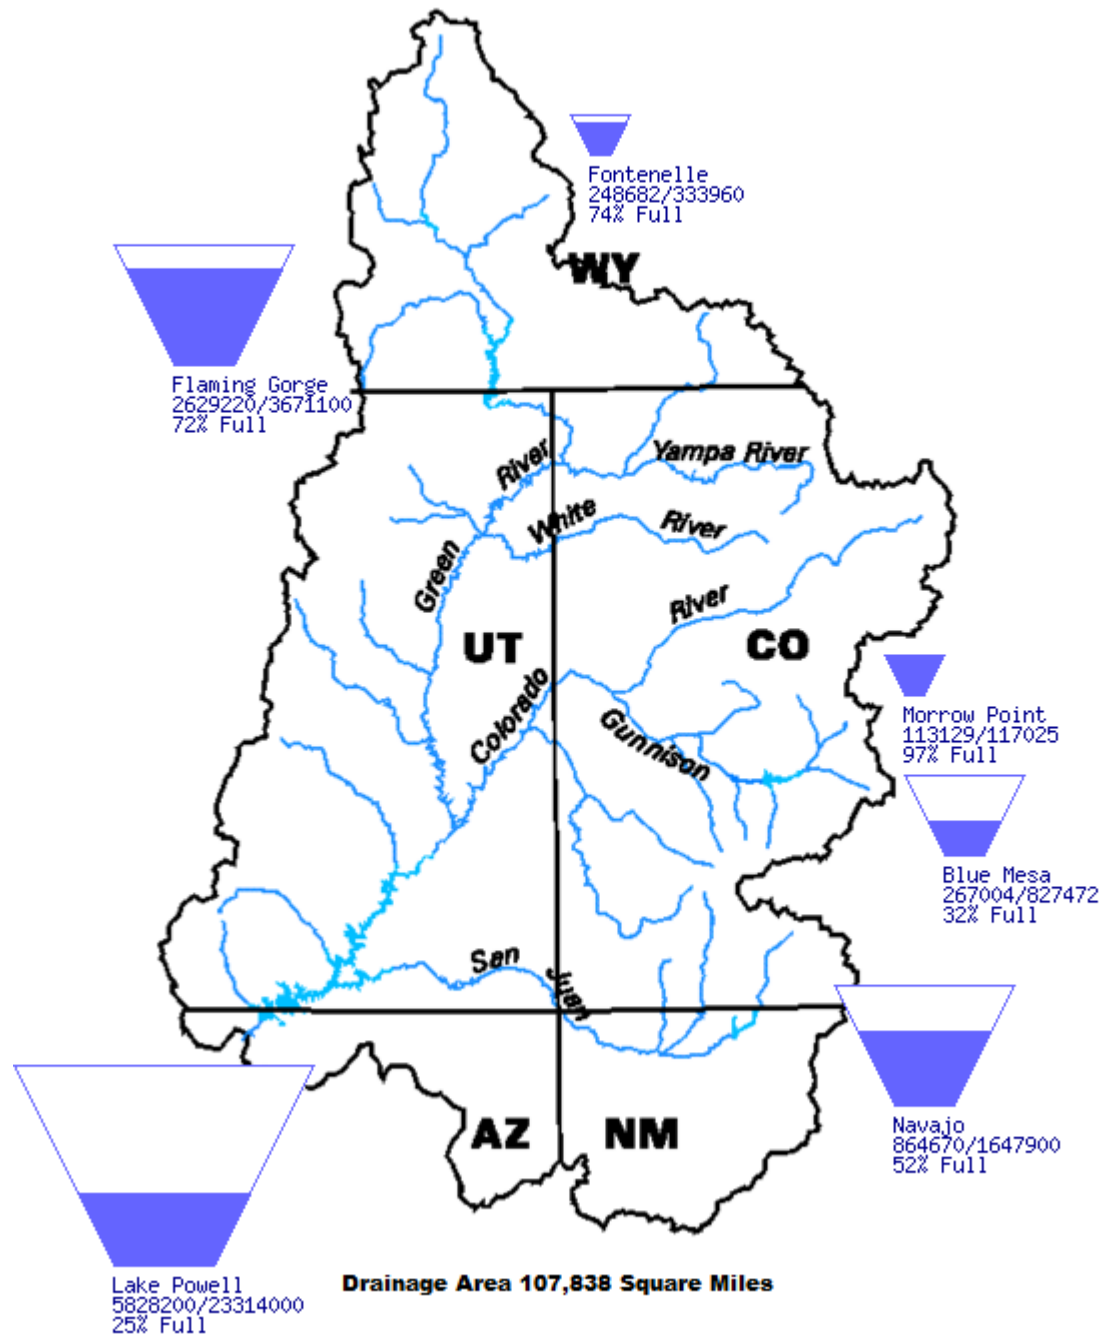 Fontenelle
248682/333960
74% Full
WY
Flaming Gorge
2629220/3671100
72% Full
River
Yampa River
White
River
Green
River
UT
CO
Colorado
Gunnison
Morrow Point
113129/117025
97% Full
Blue Mesa
267004/827472
32% Full
San
Juan
Navajo
864670/1647900
52% Full
AZ
NM
Lake Powell
5828200/23314000
25% Full
Drainage Area 107,838 Square Miles